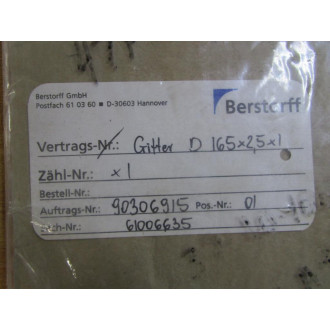 Berstorff GmbH
Postfach 61 03 60 ■ D-30603 Hannover
Berstorff
Vertrags-Nr.: Gitter D 165x2,5x1
Zähl-Nr.: x1
Bestell-Nr.:
Auftrags-Nr.: 90306915 Pos.-Nr.: 01
61006635